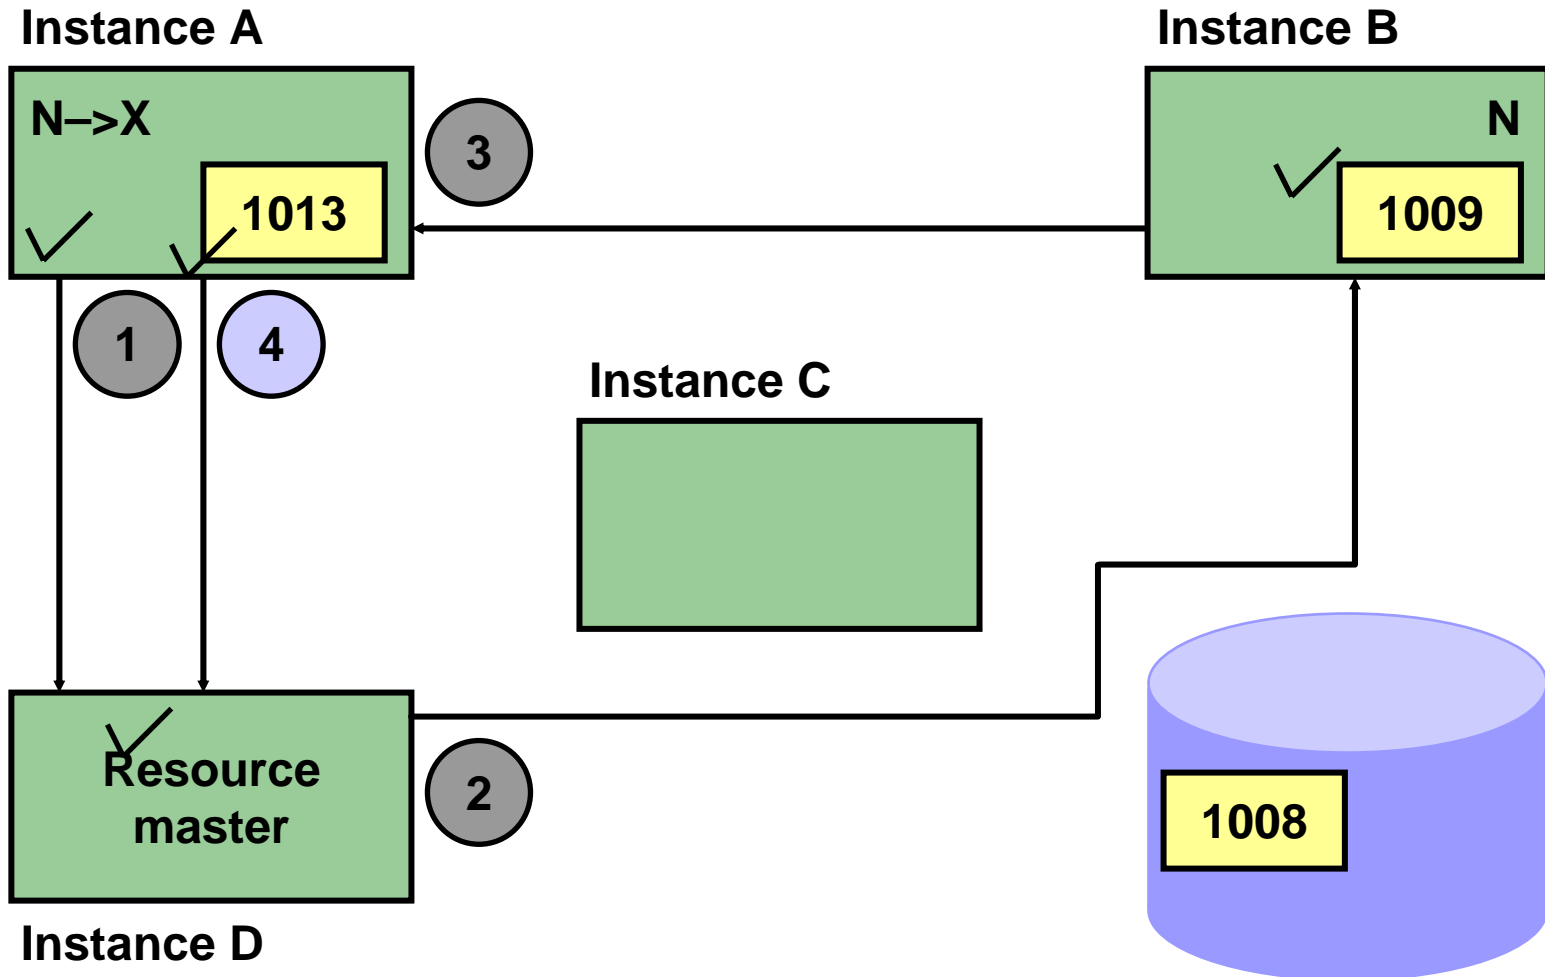 Instance A
Instance B
N–>X
N
3
1013
1009
1
4
Instance C
Resource
master
2
1008
Instance D